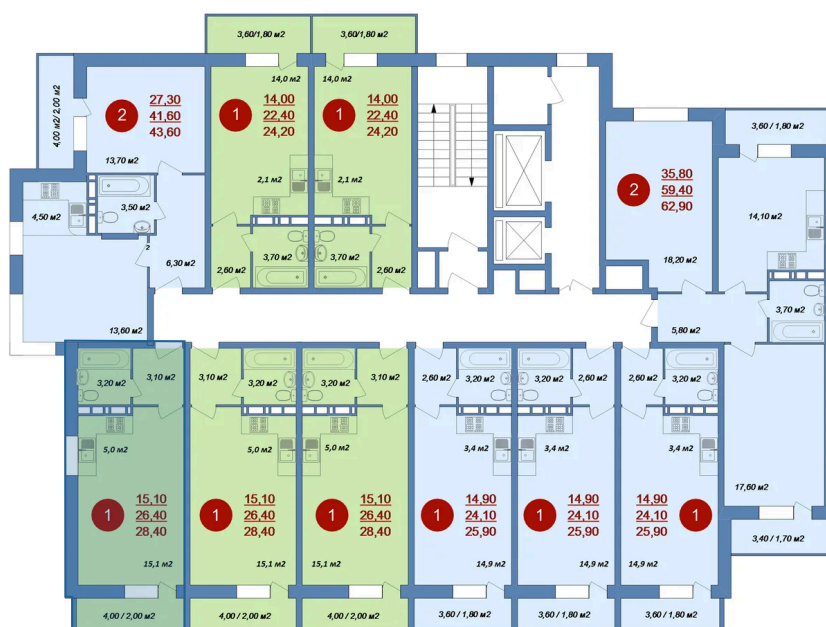 3,60/1,80 м2
3,60/1,80 м2
4,00 м2/ 2,00 м2
2
27,30
41,60
43,60
13,70 м2
14,0 м2
1
14,00
22,40
24,20
2,1 м2
14,0 м2
1
14,00
22,40
24,20
2,1 м2
3,60 / 1,80 м2
2
35,80
59,40
62,90
18,20 м2
14,10 м2
4,50 м2
3,50 м2
2
6,30 м2
13,60 м2
2,60 м2
3,70 м2
3,70 м2
2,60 м2
5,80 м2
3,70 м2
17,60 м2
3,40 / 1,70 м2
3,20 м2
3,10 м2
3,10 м2
3,20 м2
3,20 м2
3,10 м2
2,60 м2
3,20 м2
3,20 м2
2,60 м2
2,60 м2
3,20 м2
5,0 м2
5,0 м2
5,0 м2
3,4 м2
3,4 м2
3,4 м2
1
15,10
26,40
28,40
15,1 м2
1
15,10
26,40
28,40
15,1 м2
1
15,10
26,40
28,40
15,1 м2
1
14,90
24,10
25,90
14,9 м2
1
14,90
24,10
25,90
14,9 м2
14,90
24,10
25,90
1
14,9 м2
4,00 / 2,00 м2
4,00 / 2,00 м2
4,00 / 2,00 м2
3,60 / 1,80 м2
3,60 / 1,80 м2
3,60 / 1,80 м2